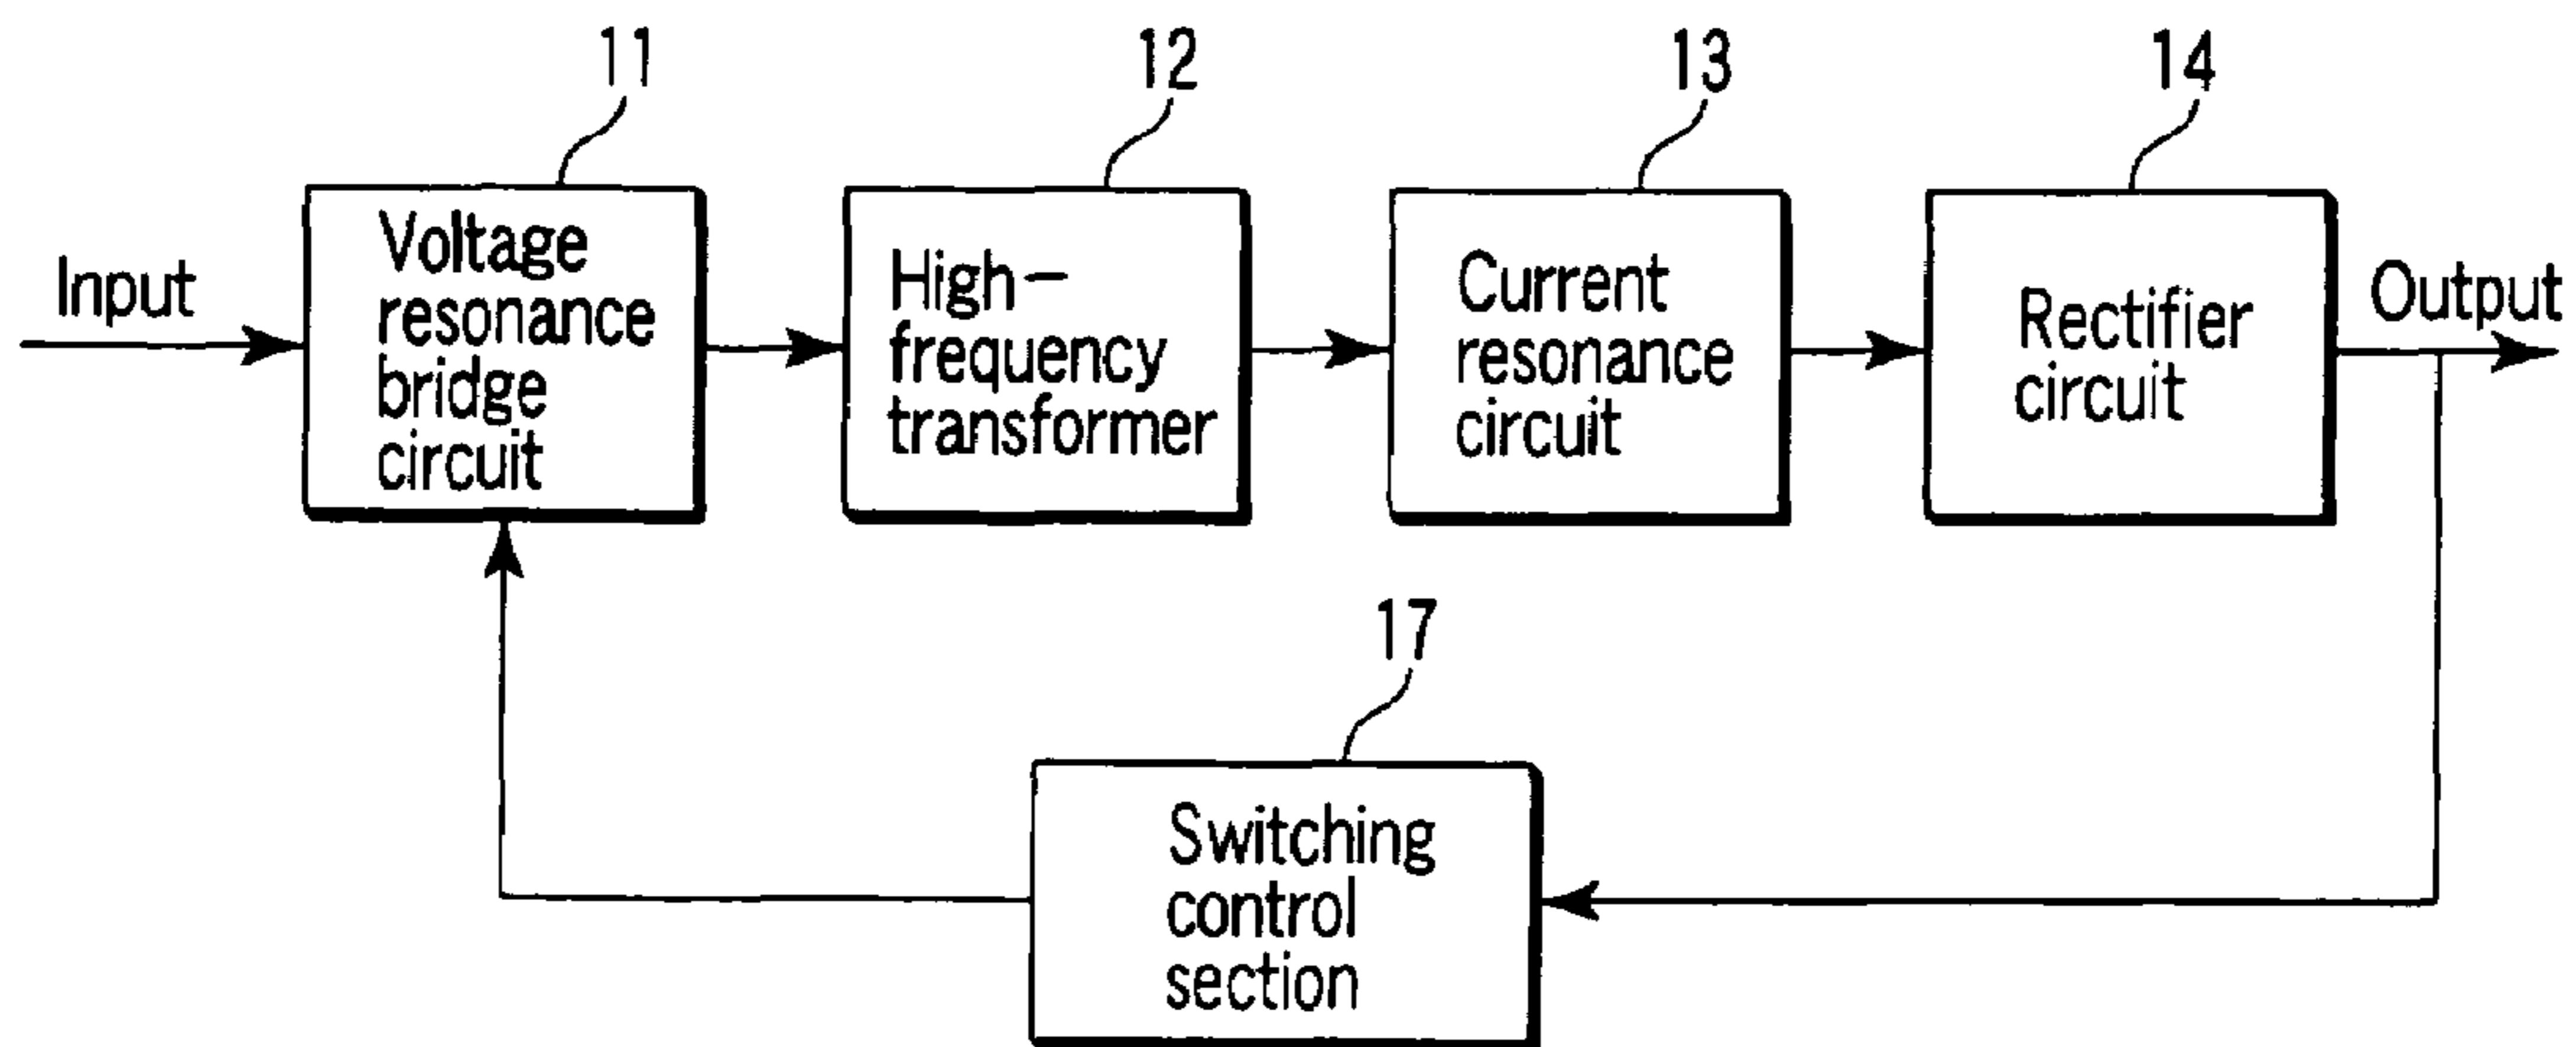 11
12
13
14
Input
Voltage
resonance
bridge
circuit
High-
frequency
transformer
Current
resonance
circuit
Rectifier
circuit
Output
17
Switching
control
section